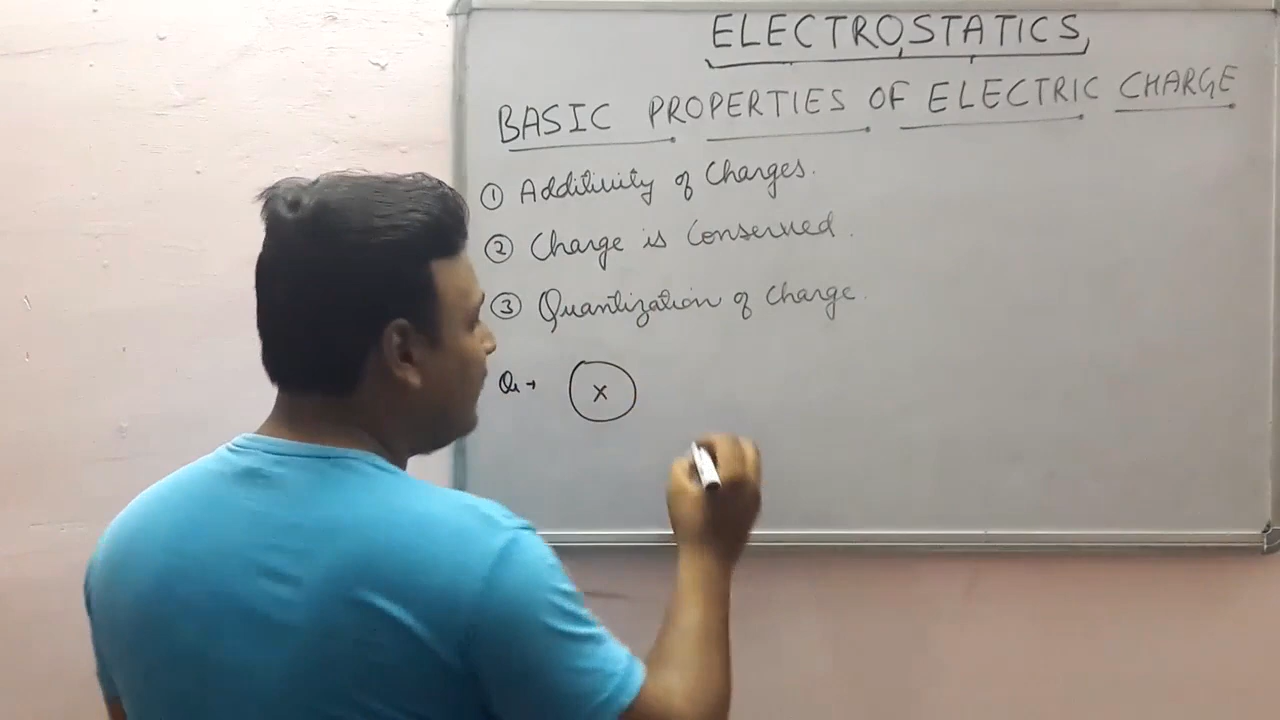 ELECTROSTATICS
BASIC PROPERTIES OF ELECTRIC CHARGE
① Additivity of Charges.
② Charge is Conserved.
③ Quantization of Charge.
Q → X